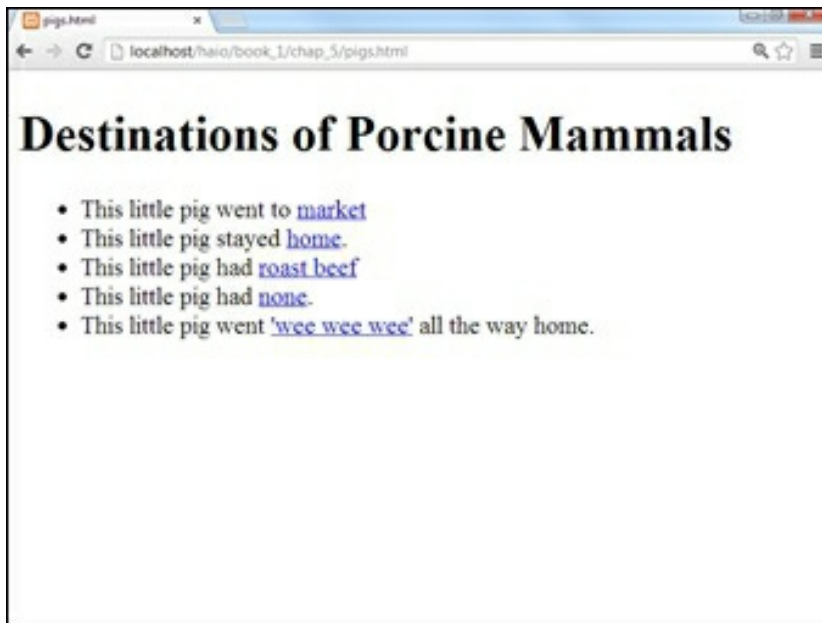 pigs.html
localhost/haio/book_1/chap_5/pigs.html
Destinations of Porcine Mammals
This little pig went to market
This little pig stayed home.
This little pig had roast beef
This little pig had none.
This little pig went 'wee wee wee' all the way home.